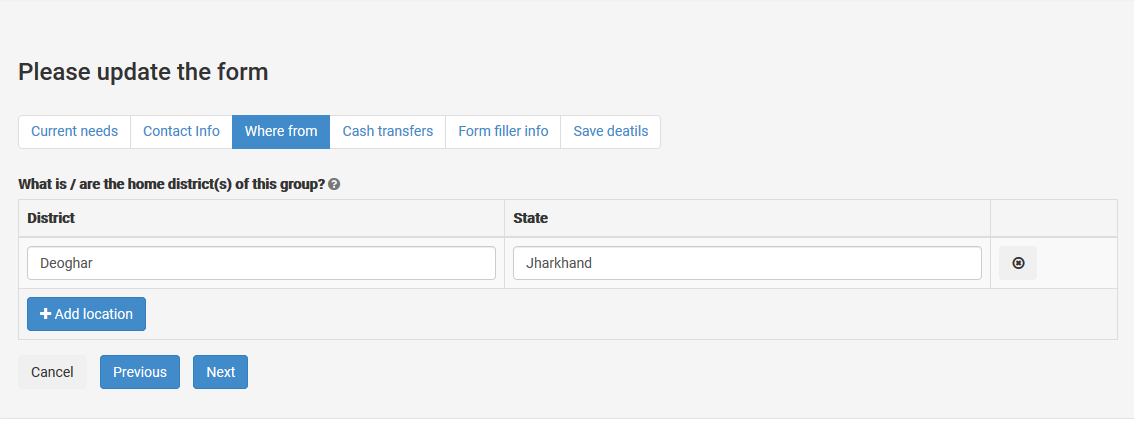 Please update the form
Current needs Contact Info Where from Cash transfers Form filler info Save deatils
What is / are the home district(s) of this group?
District State
Deoghar Jharkhand
Add location
Cancel Previous Next